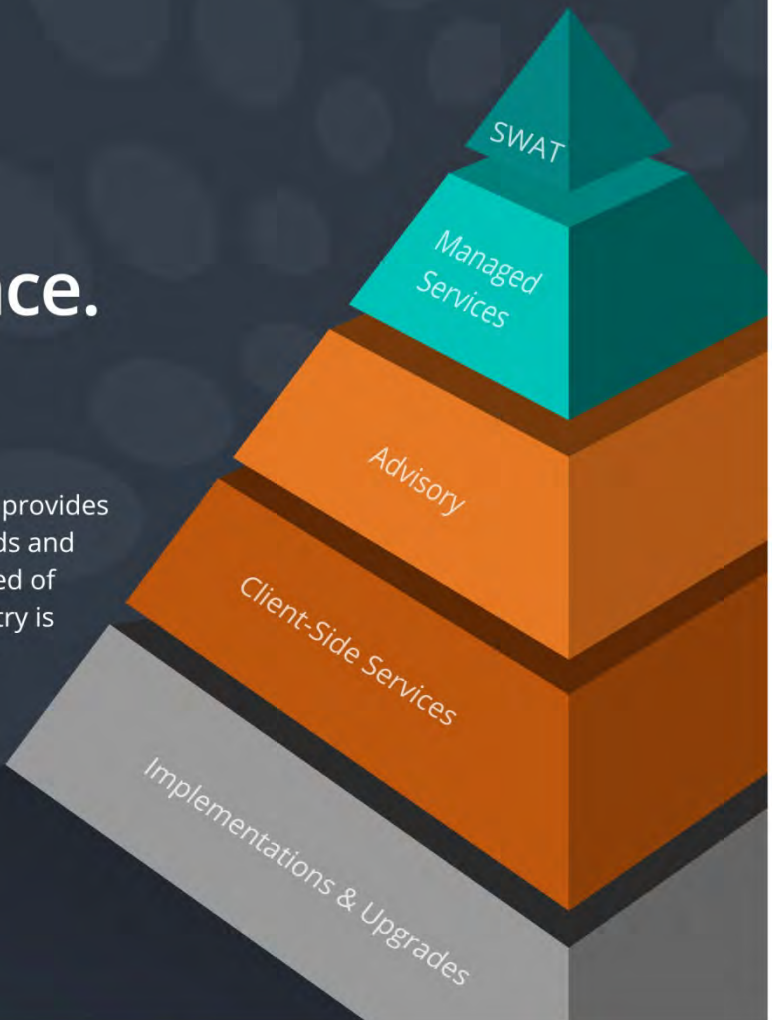 ce.
provides
ds and
ed of
try is
SWAT
Managed
Services
Advisory
Client-Side Services
Implementations & Upgrades